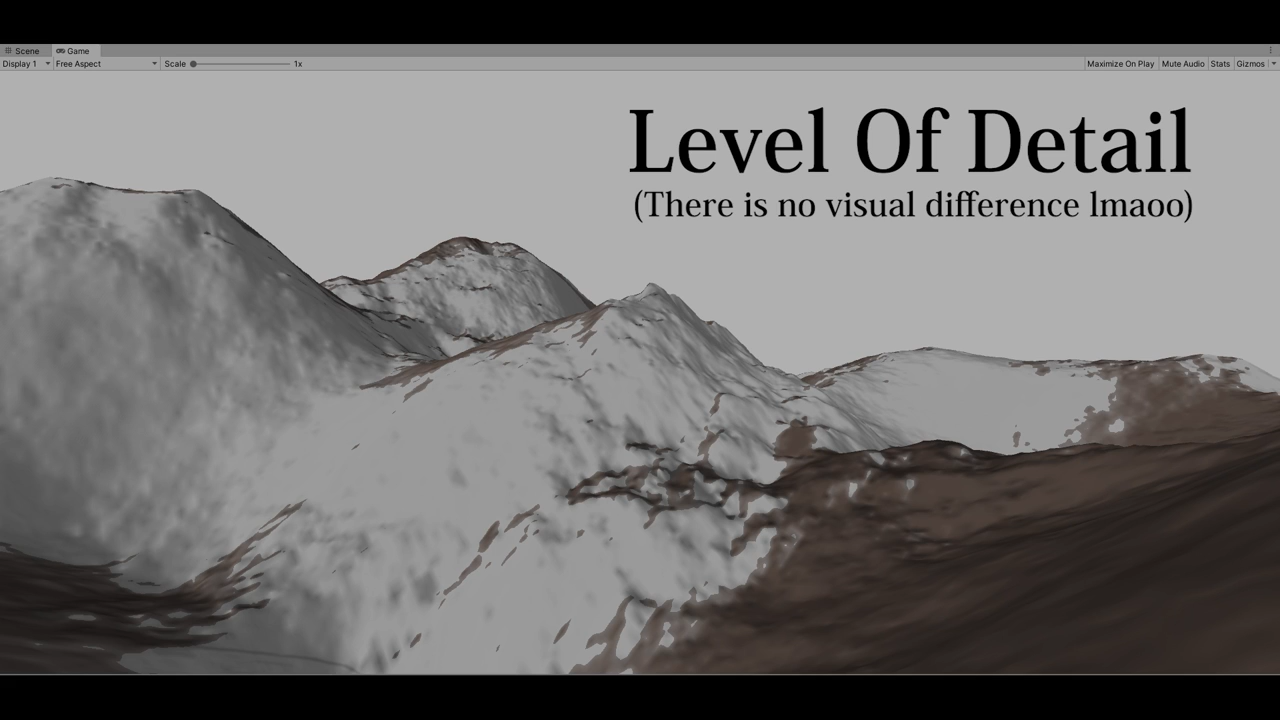 Scene Game
Display 1 Free Aspect Scale 1x Maximize On Play Mute Audio Stats Gizmos
Level Of Detail
(There is no visual difference lmaoo)